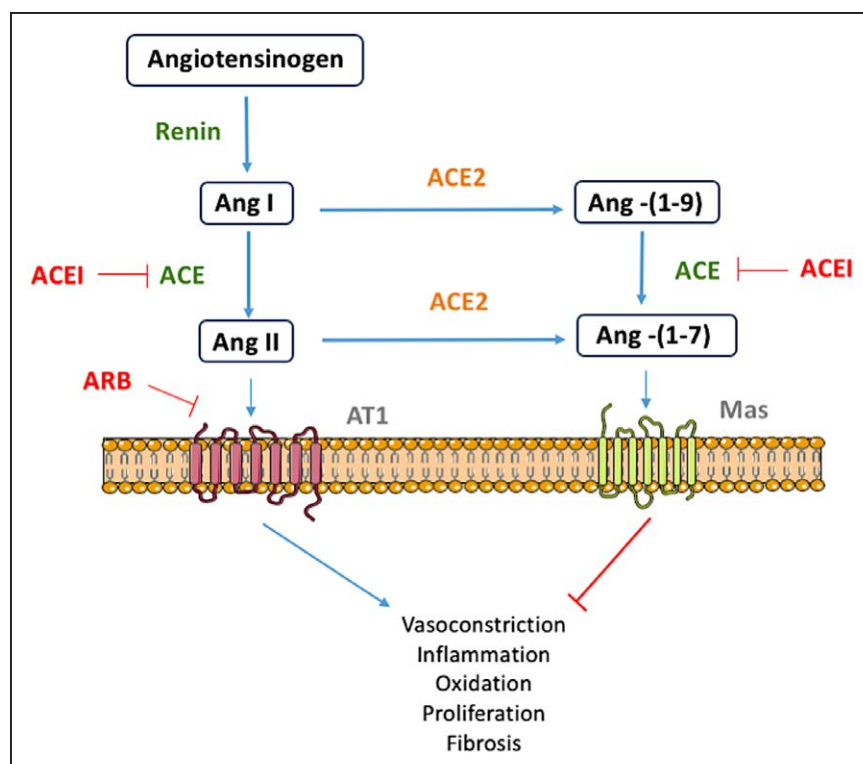 Angiotensinogen
Renin
ACE2
Ang I
Ang -(1-9)
ACEI
ACE
ACE
ACEI
ACE2
Ang II
Ang -(1-7)
ARB
AT1
Mas
Vasoconstriction
Inflammation
Oxidation
Proliferation
Fibrosis